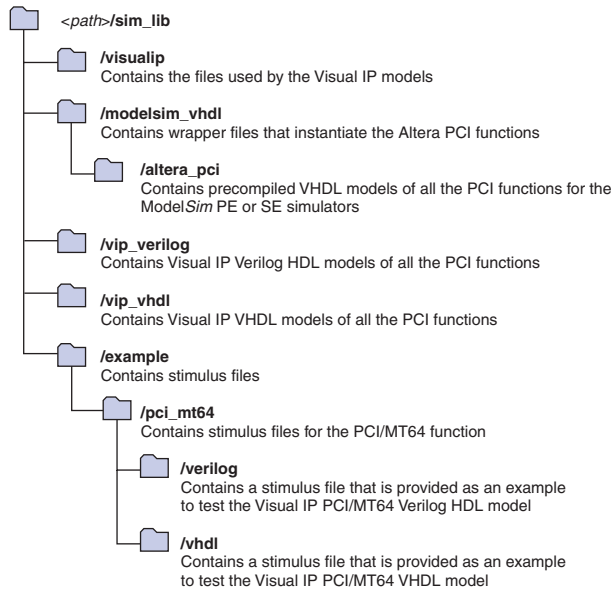 <path>/sim_lib
/visualip
Contains the files used by the Visual IP models
/modelsim_vhdl
Contains wrapper files that instantiate the Altera PCI functions
/altera_pci
Contains precompiled VHDL models of all the PCI functions for the
ModelSim PE or SE simulators
/vip_verilog
Contains Visual IP Verilog HDL models of all the PCI functions
/vip_vhdl
Contains Visual IP VHDL models of all the PCI functions
/example
Contains stimulus files
/pci_mt64
Contains stimulus files for the PCI/MT64 function
/verilog
Contains a stimulus file that is provided as an example
to test the Visual IP PCI/MT64 Verilog HDL model
/vhdl
Contains a stimulus file that is provided as an example
to test the Visual IP PCI/MT64 VHDL model